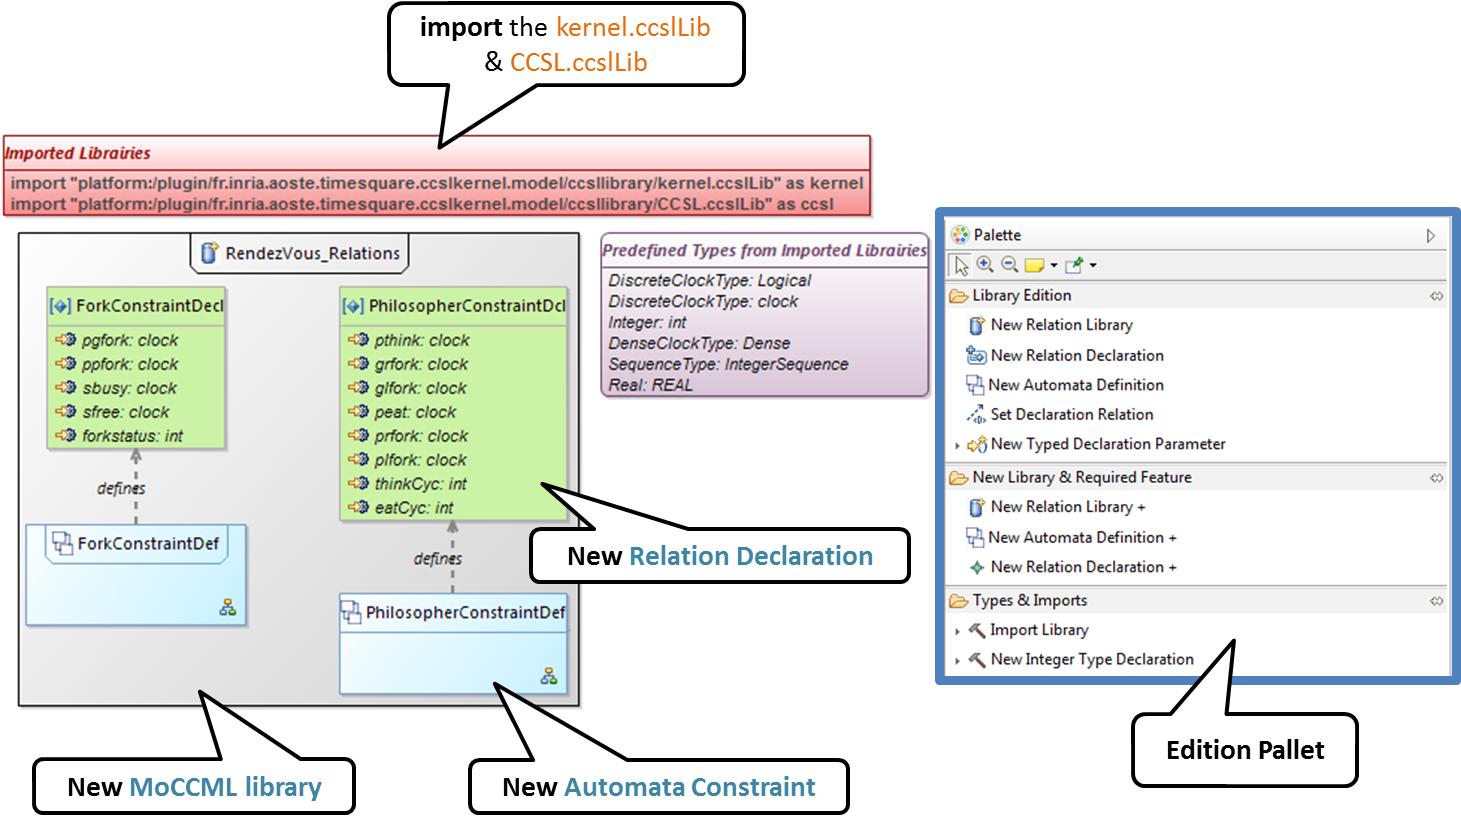 import the kernel.ccslLib
& CCSL.ccslLib
Imported Librairies
import "platform:/plugin/fr.inria.aoste.timesquare.ccslkernel.model/ccsllibrary/kernel.ccslLib" as kernel
import "platform:/plugin/fr.inria.aoste.timesquare.ccslkernel.model/ccsllibrary/CCSL.ccslLib" as ccsl
RendezVous_Relations
ForkConstraintDecl
pgfork: clock
ppfork: clock
sbusy: clock
sfree: clock
forkstatus: int
defines
ForkConstraintDef
PhilosopherConstraintDcl
pthink: clock
grfork: clock
glfork: clock
peat: clock
prfork: clock
plfork: clock
thinkCyc: int
eatCyc: int
defines
PhilosopherConstraintDef
Predefined Types from Imported Librairies
DiscreteClockType: Logical
DiscreteClockType: clock
Integer: int
DenseClockType: Dense
SequenceType: IntegerSequence
Real: REAL
New Relation Declaration
New MoCCML library
New Automata Constraint
Palette
Library Edition
New Relation Library
New Relation Declaration
New Automata Definition
Set Declaration Relation
New Typed Declaration Parameter
New Library & Required Feature
New Relation Library +
New Automata Definition +
New Relation Declaration +
Types & Imports
Import Library
New Integer Type Declaration
Edition Pallet